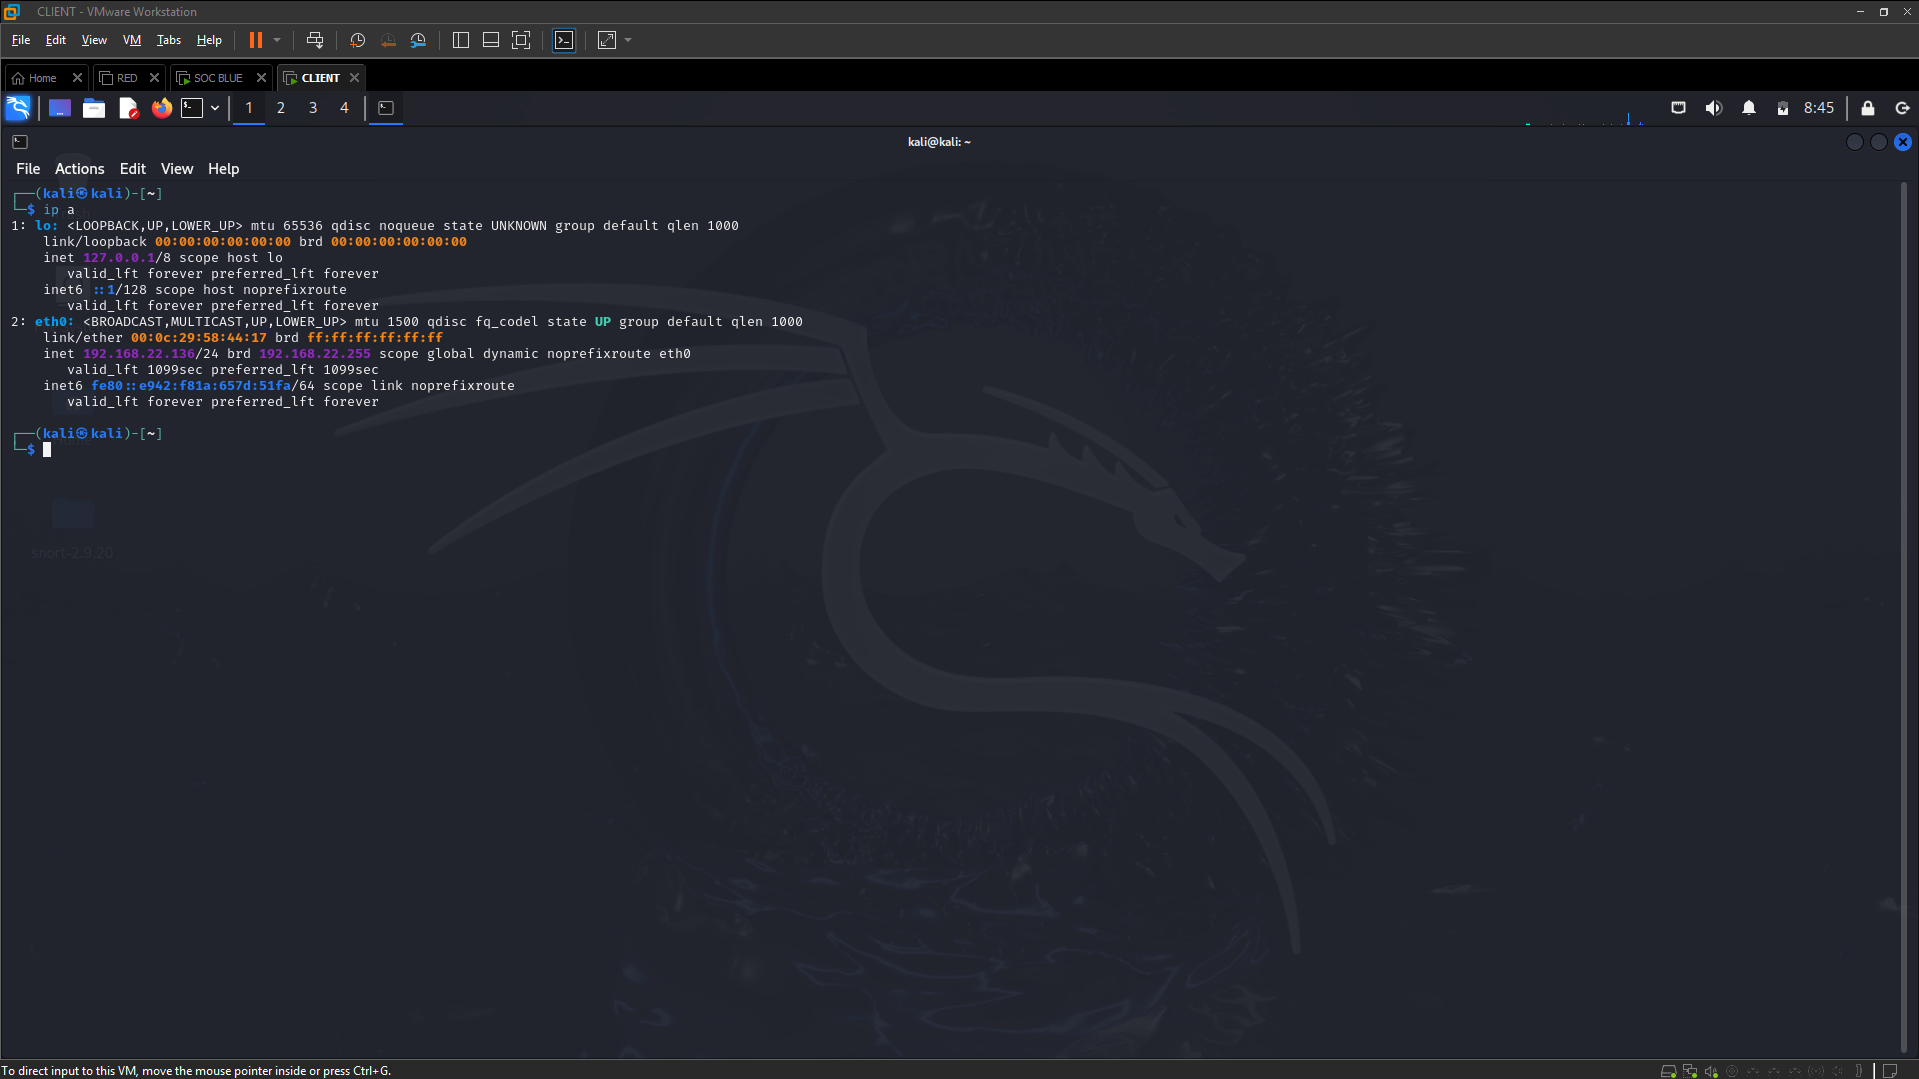 CLIENT - VMware Workstation
File Edit View VM Tabs Help
Home RED SOC BLUE CLIENT
1 2 3 4 8:45
kali@kali: ~
File Actions Edit View Help
┌──(kali㉿kali)-[~]
└─$ ip a
1: lo: <LOOPBACK,UP,LOWER_UP> mtu 65536 qdisc noqueue state UNKNOWN group default qlen 1000
link/loopback 00:00:00:00:00:00 brd 00:00:00:00:00:00
inet 127.0.0.1/8 scope host lo
valid_lft forever preferred_lft forever
inet6 ::1/128 scope host noprefixroute
valid_lft forever preferred_lft forever
2: eth0: <BROADCAST,MULTICAST,UP,LOWER_UP> mtu 1500 qdisc fq_codel state UP group default qlen 1000
link/ether 00:0c:29:58:44:17 brd ff:ff:ff:ff:ff:ff
inet 192.168.22.136/24 brd 192.168.22.255 scope global dynamic noprefixroute eth0
valid_lft 1099sec preferred_lft 1099sec
inet6 fe80::e942:f81a:657d:51fa/64 scope link noprefixroute
valid_lft forever preferred_lft forever
┌──(kali㉿kali)-[~]
└─$
snort-2.9.20
To direct input to this VM, move the mouse pointer inside or press Ctrl+G.